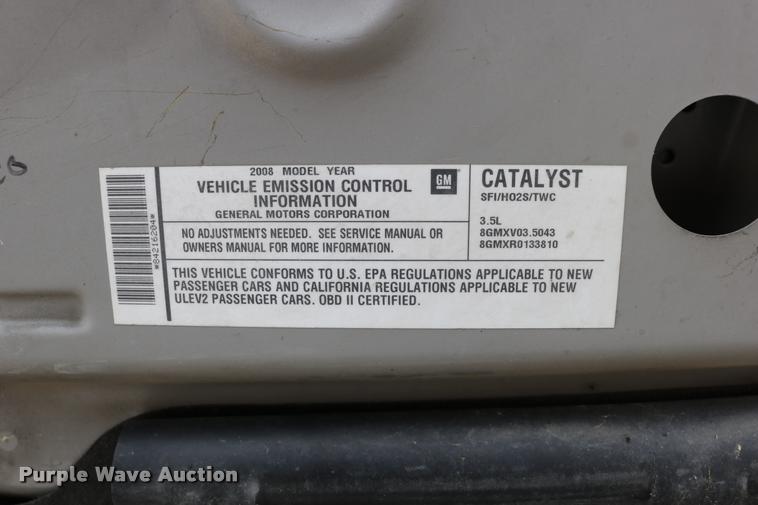 2008 MODEL YEAR
VEHICLE EMISSION CONTROL
INFORMATION
GENERAL MOTORS CORPORATION
GM
CATALYST
SFI/HO2S/TWC
3.5L
8GMXV03.5043
8GMXR0133810
NO ADJUSTMENTS NEEDED. SEE SERVICE MANUAL OR
OWNERS MANUAL FOR MORE INFORMATION.
THIS VEHICLE CONFORMS TO U.S. EPA REGULATIONS APPLICABLE TO NEW
PASSENGER CARS AND CALIFORNIA REGULATIONS APPLICABLE TO NEW
ULEV2 PASSENGER CARS. OBD II CERTIFIED.
*84216204*
Purple Wave Auction